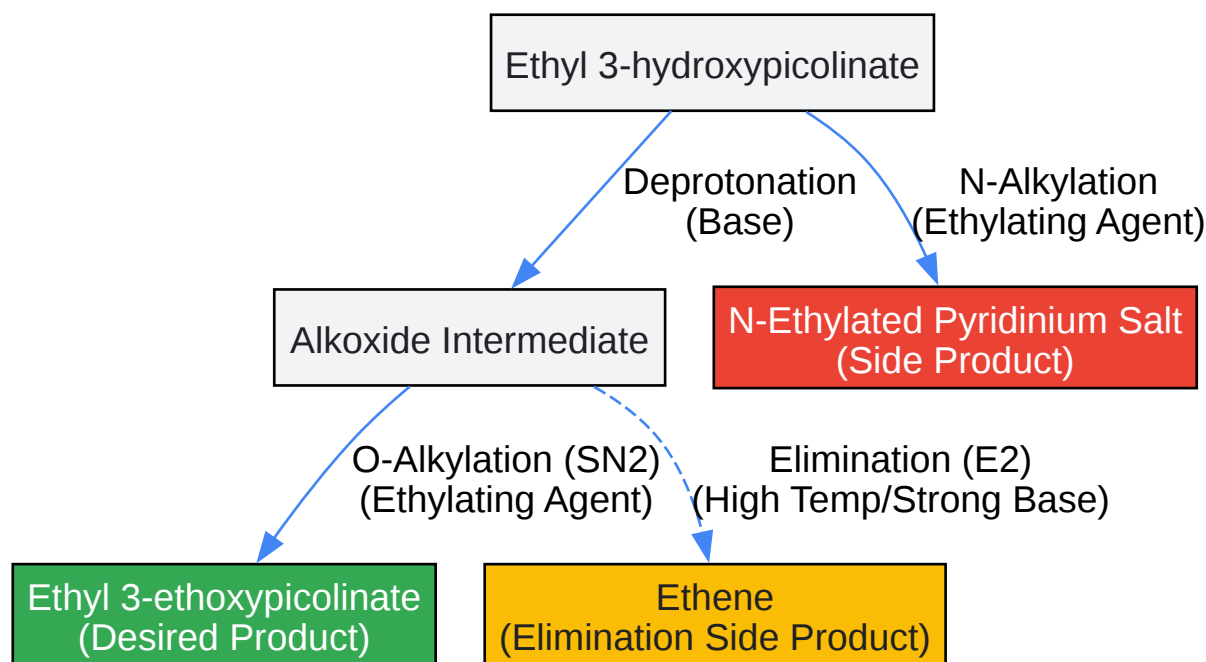 Ethyl 3-hydroxypicolinate
Deprotonation
(Base)
N-Alkylation
(Ethylating Agent)
Alkoxide Intermediate
N-Ethylated Pyridinium Salt
(Side Product)
O-Alkylation (SN2)
(Ethylating Agent)
Elimination (E2)
(High Temp/Strong Base)
Ethyl 3-ethoxypicolinate
(Desired Product)
Ethene
(Elimination Side Product)